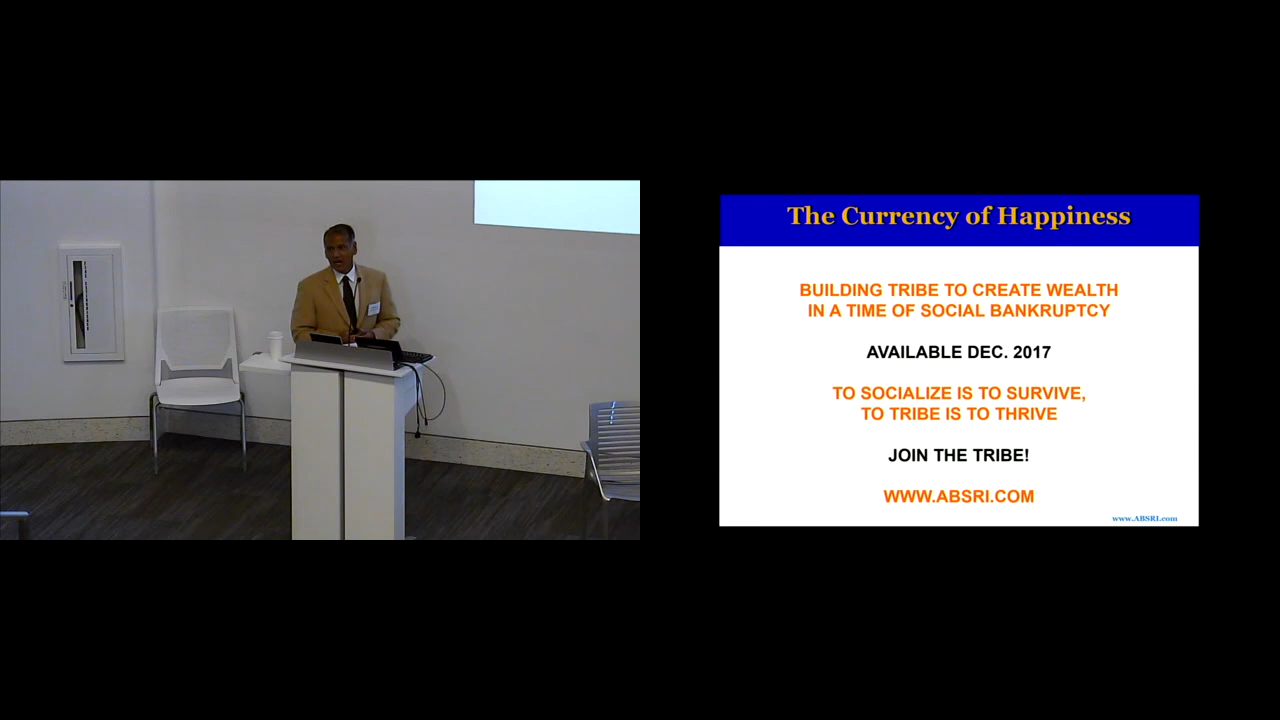 The Currency of Happiness
BUILDING TRIBE TO CREATE WEALTH
IN A TIME OF SOCIAL BANKRUPTCY
AVAILABLE DEC. 2017
TO SOCIALIZE IS TO SURVIVE,
TO TRIBE IS TO THRIVE
JOIN THE TRIBE!
WWW.ABSRI.COM
www.ABSRI.com